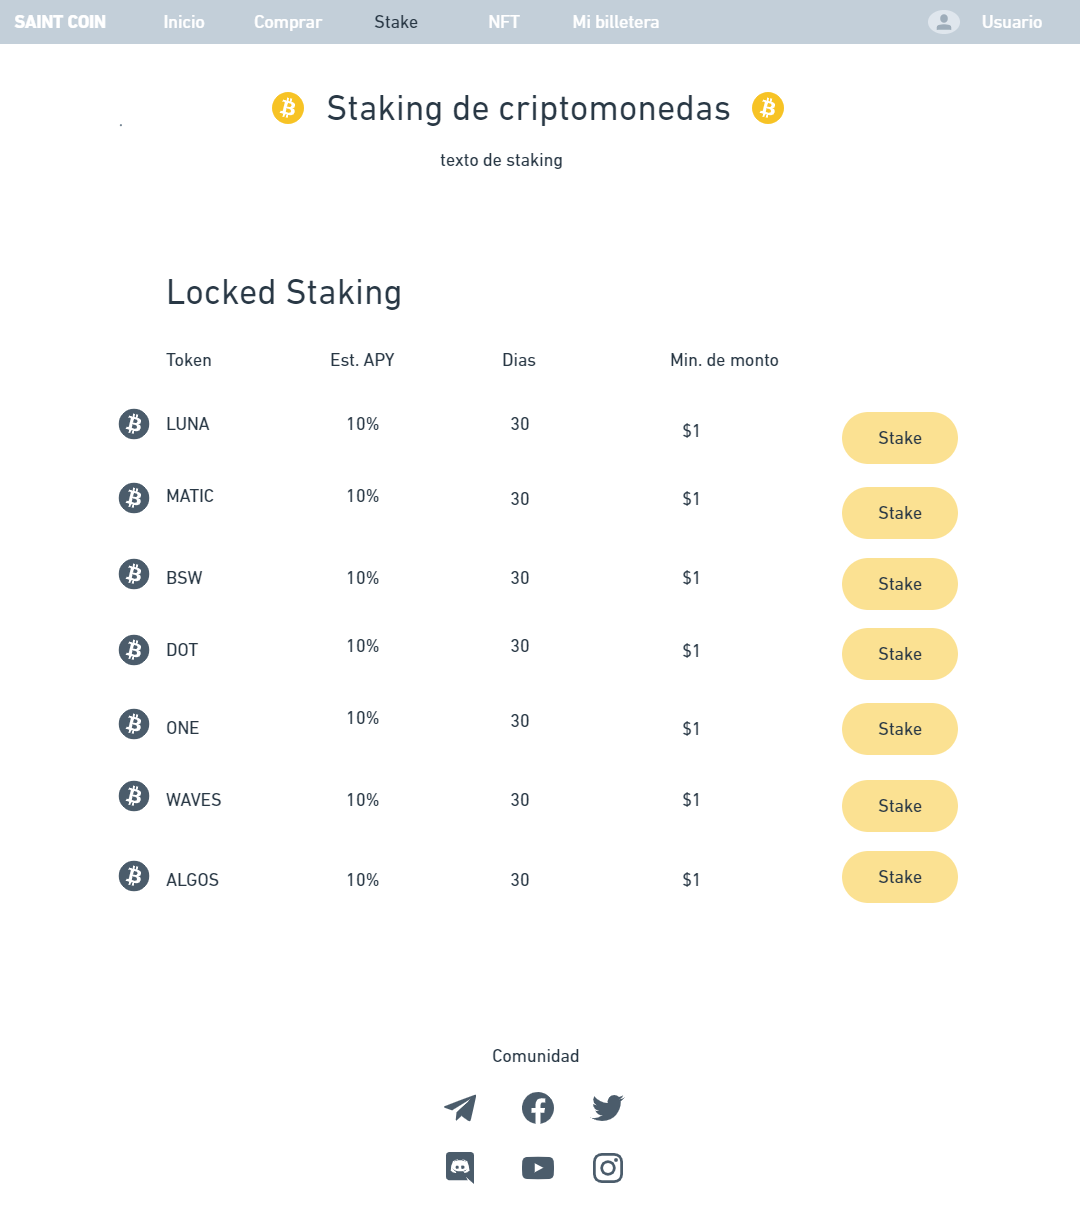 SAINT COIN Inicio Comprar Stake NFT Mi billetera Usuario
Staking de criptomonedas
texto de staking
Locked Staking
Token Est. APY Dias Min. de monto
LUNA 10% 30 $1 Stake
MATIC 10% 30 $1 Stake
BSW 10% 30 $1 Stake
DOT 10% 30 $1 Stake
ONE 10% 30 $1 Stake
WAVES 10% 30 $1 Stake
ALGOS 10% 30 $1 Stake
Comunidad